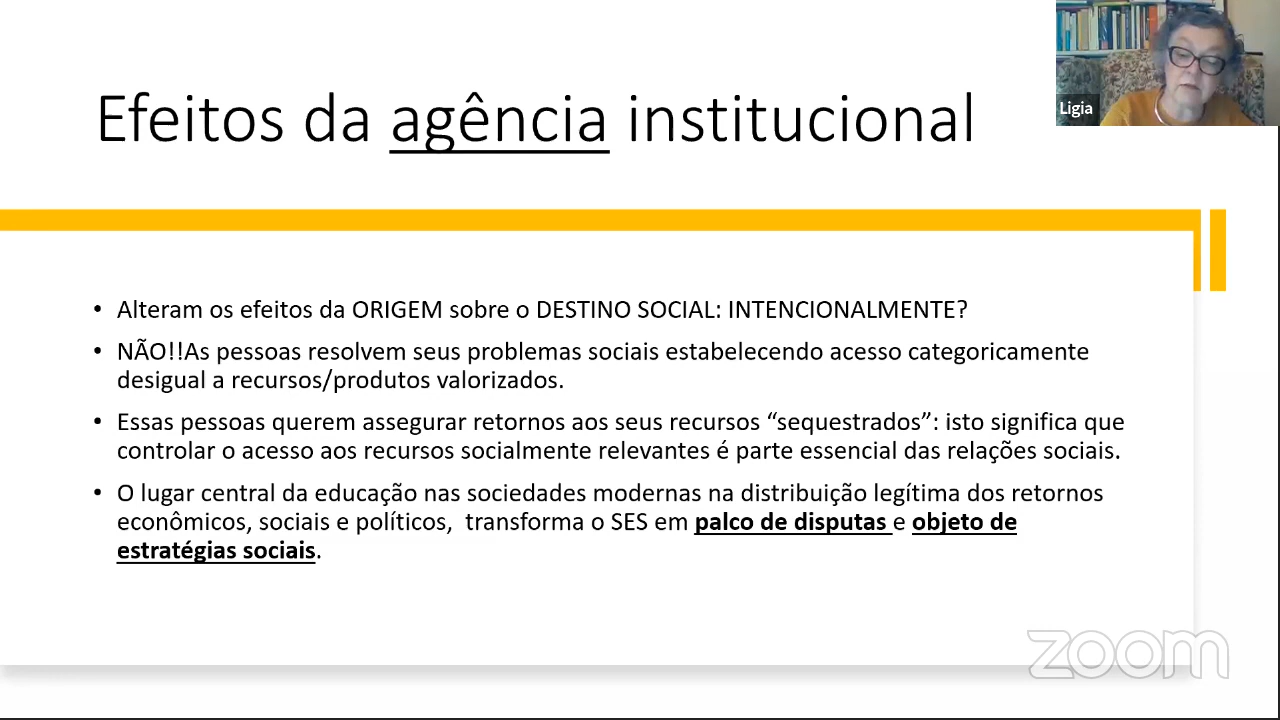 Efeitos da agência institucional
Ligia
• Alteram os efeitos da ORIGEM sobre o DESTINO SOCIAL: INTENCIONALMENTE?
• NÃO!!As pessoas resolvem seus problemas sociais estabelecendo acesso categoricamente
desigual a recursos/produtos valorizados.
• Essas pessoas querem assegurar retornos aos seus recursos “sequestrados”: isto significa que
controlar o acesso aos recursos socialmente relevantes é parte essencial das relações sociais.
• O lugar central da educação nas sociedades modernas na distribuição legítima dos retornos
econômicos, sociais e políticos, transforma o SES em palco de disputas e objeto de
estratégias sociais.
zoom